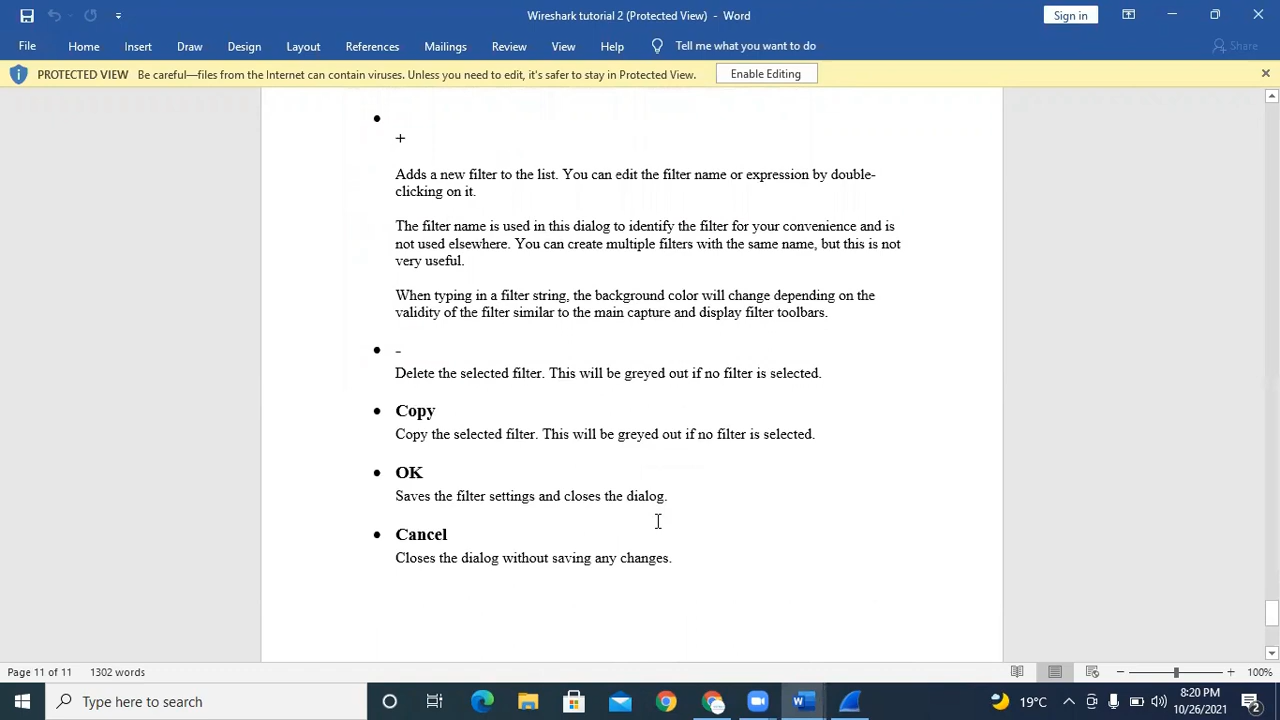 Wireshark tutorial 2 (Protected View) - Word
Sign in
File Home Insert Draw Design Layout References Mailings Review View Help Tell me what you want to do Share
PROTECTED VIEW Be careful—files from the Internet can contain viruses. Unless you need to edit, it's safer to stay in Protected View. Enable Editing
+
Adds a new filter to the list. You can edit the filter name or expression by double-
clicking on it.
The filter name is used in this dialog to identify the filter for your convenience and is
not used elsewhere. You can create multiple filters with the same name, but this is not
very useful.
When typing in a filter string, the background color will change depending on the
validity of the filter similar to the main capture and display filter toolbars.
-
Delete the selected filter. This will be greyed out if no filter is selected.
Copy
Copy the selected filter. This will be greyed out if no filter is selected.
OK
Saves the filter settings and closes the dialog.
Cancel
Closes the dialog without saving any changes.
Page 11 of 11 1302 words 100%
Type here to search
19°C
8:20 PM
10/26/2021
2